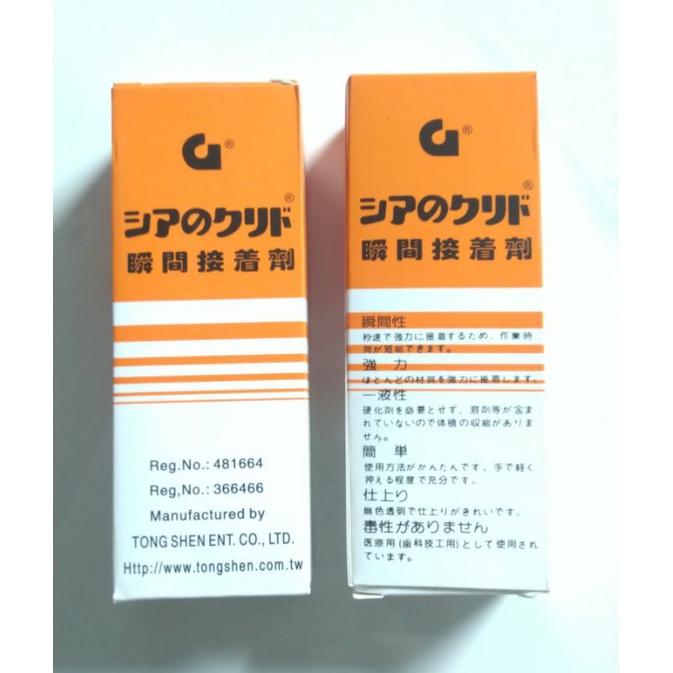 G®
シアのクリド®
瞬間接着劑
Reg.No.: 481664
Reg,No.: 366466
Manufactured by
TONG SHEN ENT. CO., LTD.
Http://www.tongshen.com.tw
G®
シアのクリド®
瞬間接着劑
瞬間性
秒速で強力に接着するため、作業時
間が短縮できます。
強 力
ほとんどの材質を強力に接着します。
一液性
硬化剤を必要とせず、溶剤等が含ま
れていないので体積の収縮がありま
せん。
簡 単
使用方法がかんたんです。手で軽く
押える程度で充分です。
仕上り
無色透明で仕上りがきれいです。
毒性がありません
医療用(歯科技工用)として使用され
ています。